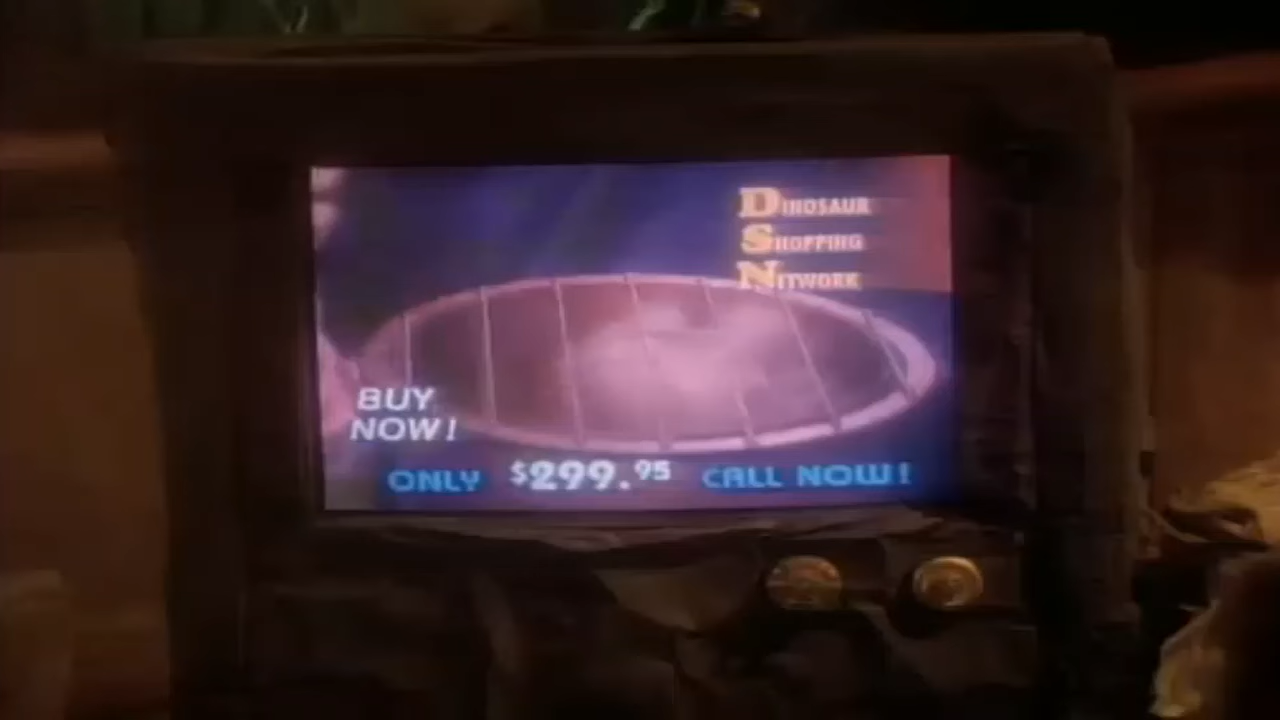 DINOSAUR
SHOPPING
NETWORK
BUY
NOW!
ONLY $299.95 CALL NOW!